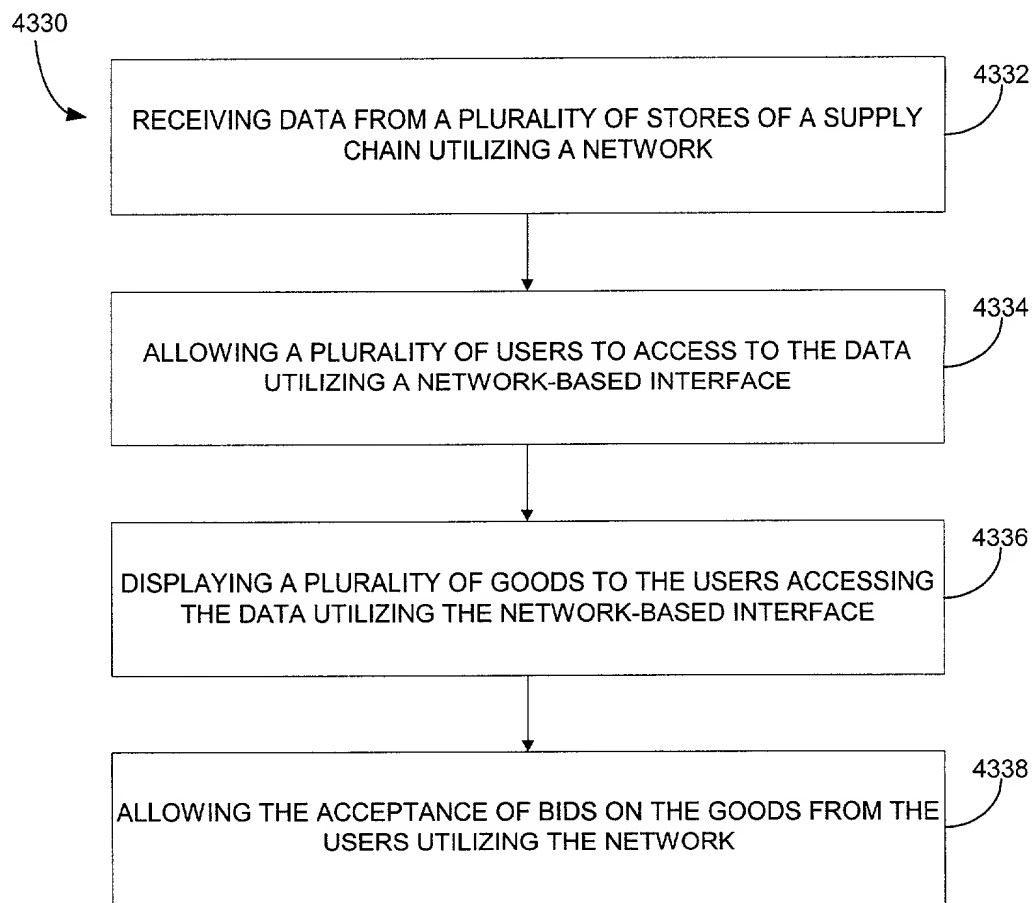 4330
4332
RECEIVING DATA FROM A PLURALITY OF STORES OF A SUPPLY
CHAIN UTILIZING A NETWORK
4334
ALLOWING A PLURALITY OF USERS TO ACCESS TO THE DATA
UTILIZING A NETWORK-BASED INTERFACE
4336
DISPLAYING A PLURALITY OF GOODS TO THE USERS ACCESSING
THE DATA UTILIZING THE NETWORK-BASED INTERFACE
4338
ALLOWING THE ACCEPTANCE OF BIDS ON THE GOODS FROM THE
USERS UTILIZING THE NETWORK